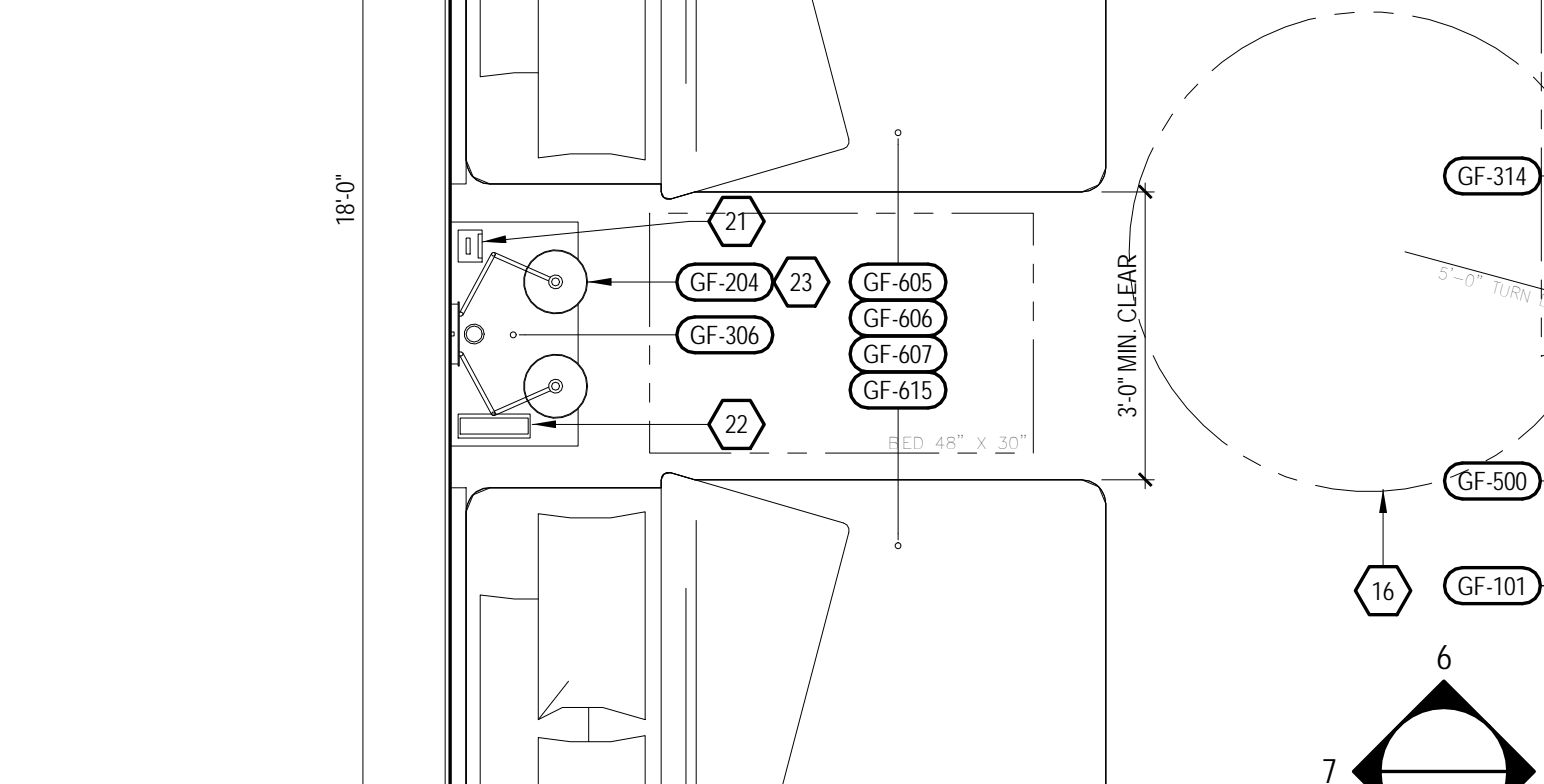 18'-0"
21
GF-204
23
GF-306
22
GF-605
GF-606
GF-607
GF-615
BED 48" X 30"
3'-0" MIN. CLEAR
GF-314
5'-0" TURN
GF-500
16
GF-101
6
7